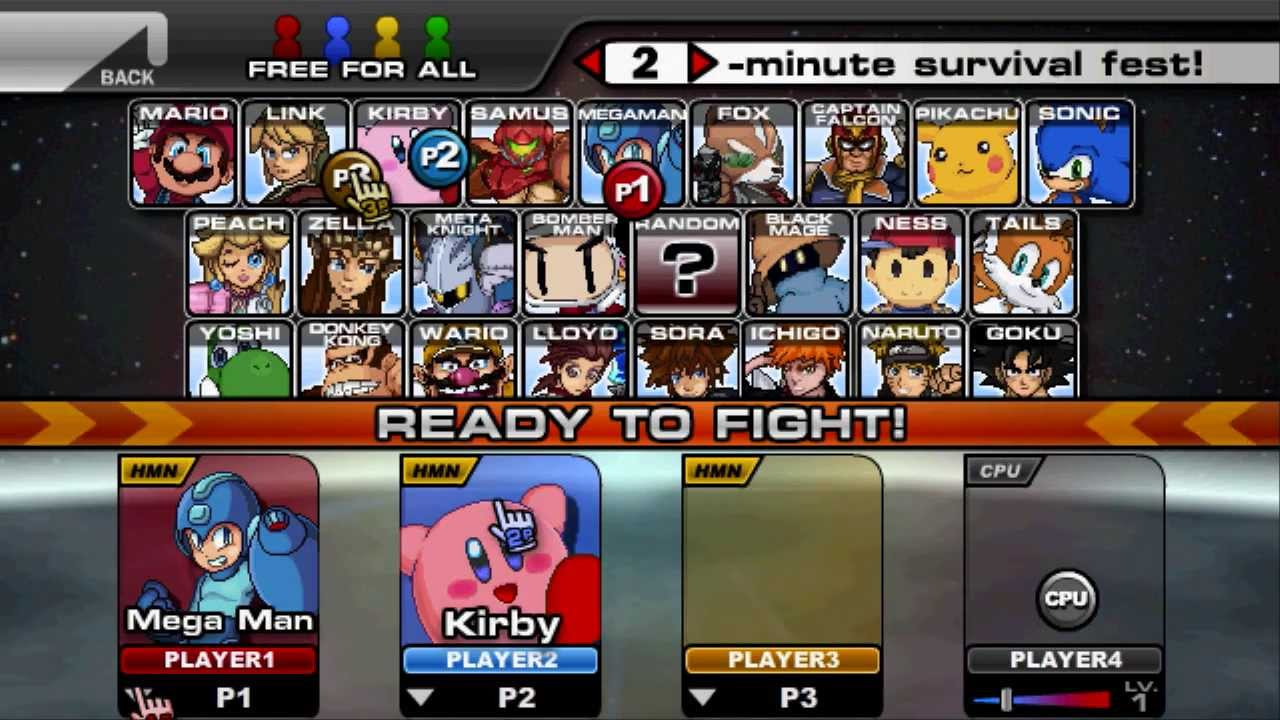 BACK
FREE FOR ALL
2 -minute survival fest!
MARIO LINK KIRBY SAMUS MEGAMAN FOX CAPTAIN FALCON PIKACHU SONIC
P3 3P P2 P1
PEACH ZELDA META KNIGHT BOMBER MAN RANDOM BLACK MAGE NESS TAILS
?
YOSHI DONKEY KONG WARIO LLOYD SORA ICHIGO NARUTO GOKU
READY TO FIGHT!
HMN HMN HMN CPU
2P
CPU
Mega Man Kirby
PLAYER1 PLAYER2 PLAYER3 PLAYER4
P1 P2 P3 LV. 1